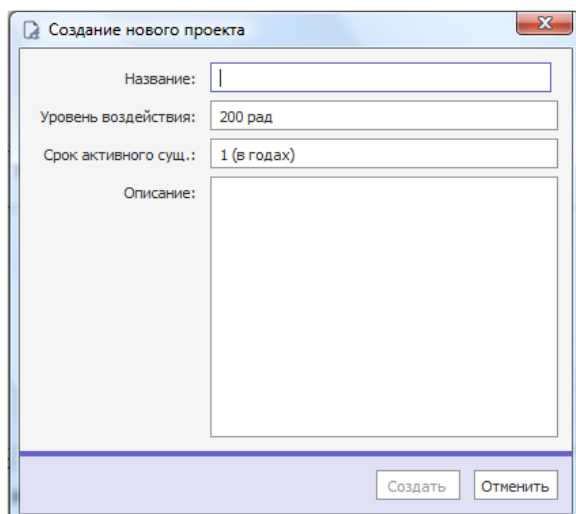 Создание нового проекта
Название:
Уровень воздействия: 200 рад
Срок активного сущ.: 1 (в годах)
Описание:
Создать Отменить